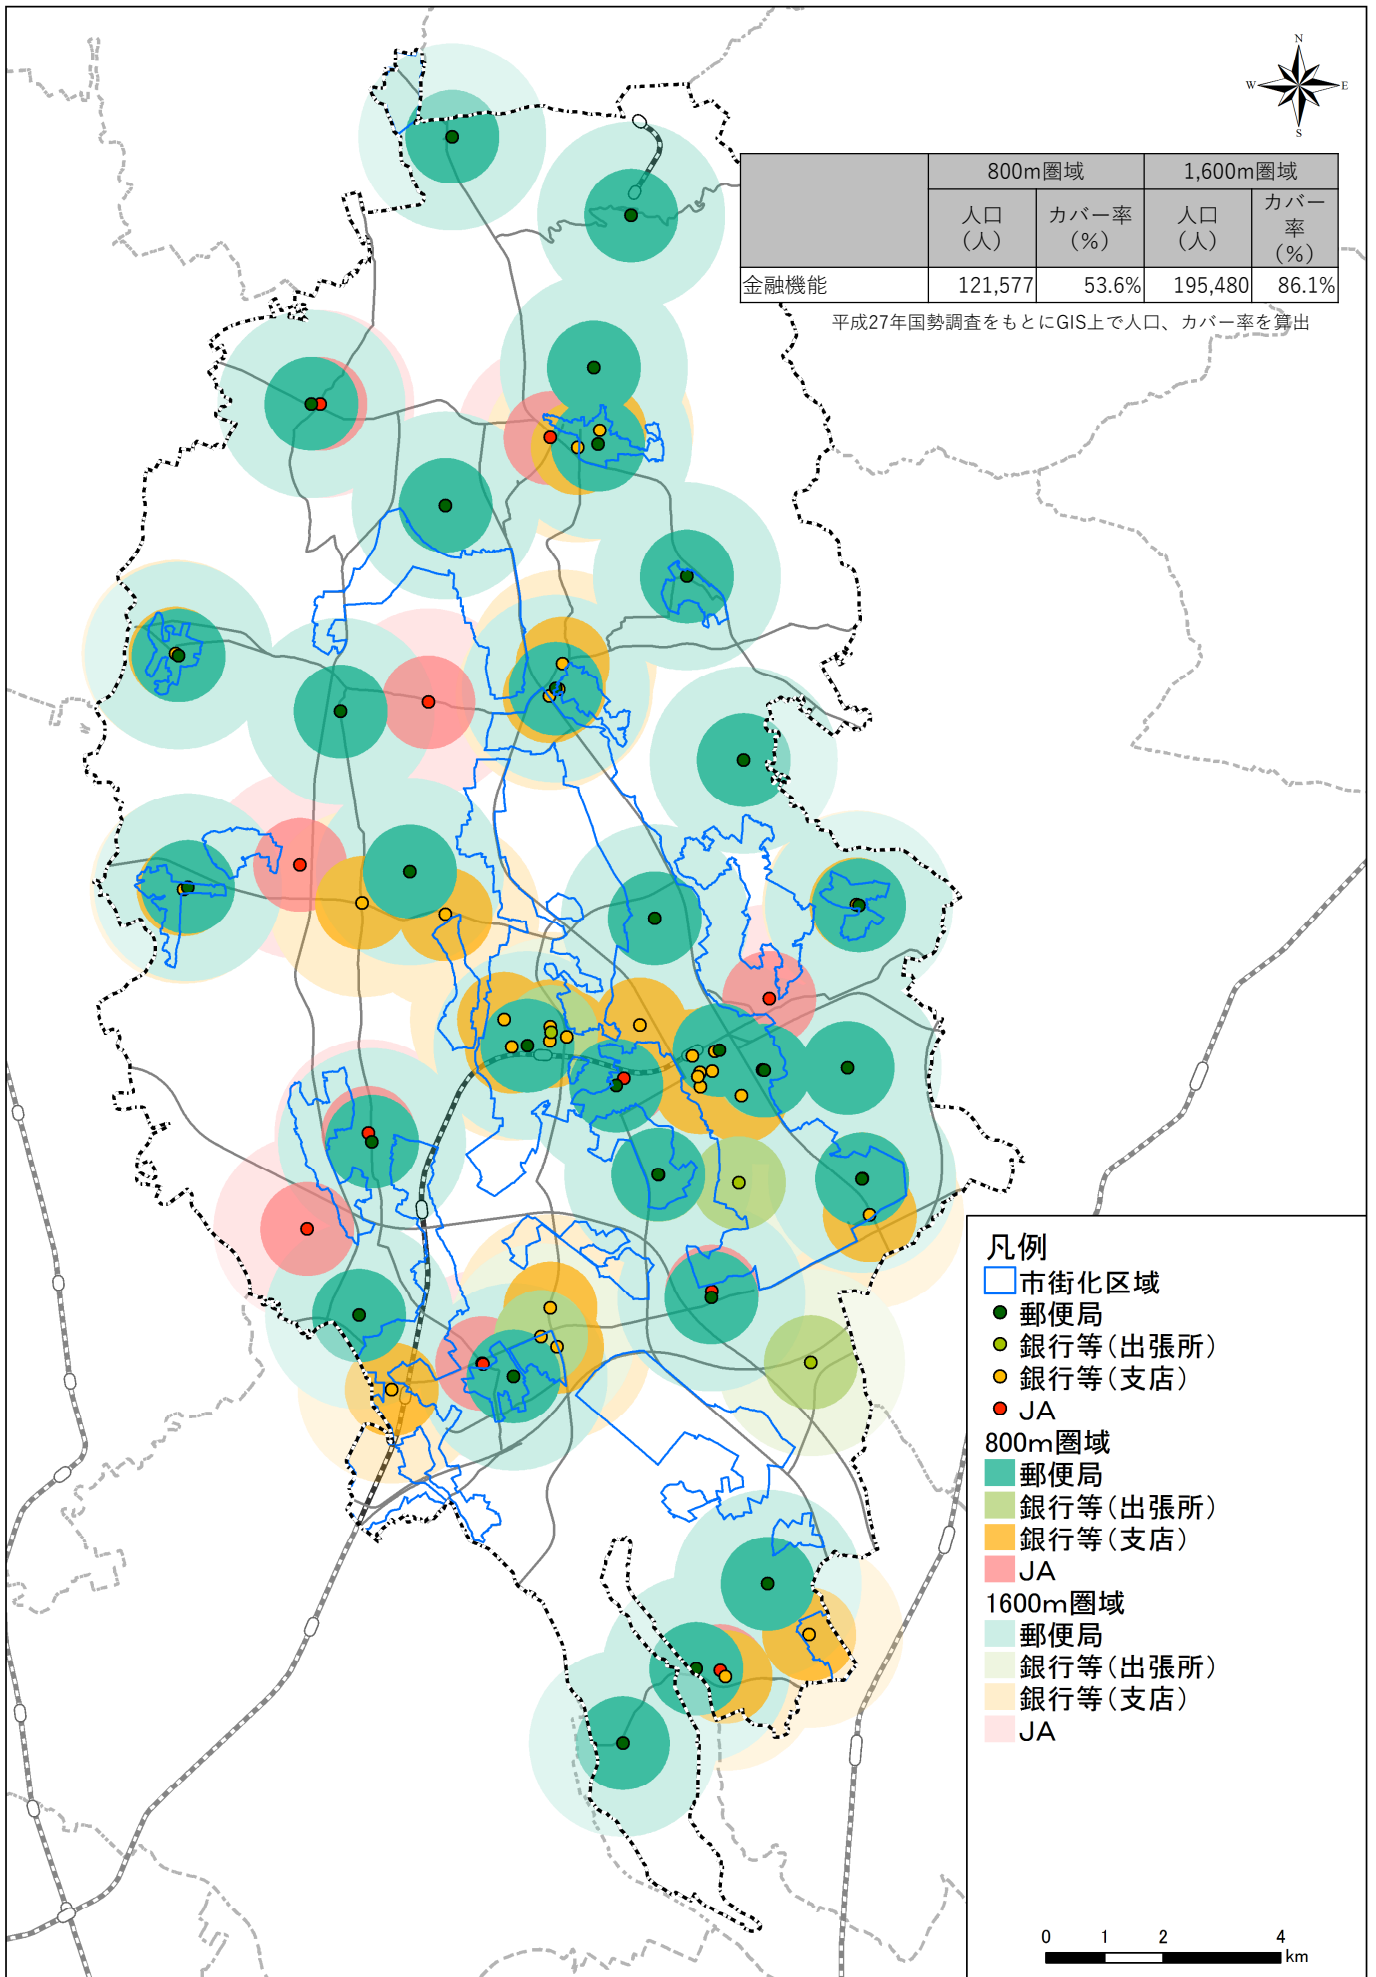 N
W E
S
800m圏域 1,600m圏域
人口
（人） カバー率
（%） 人口
（人） カバー
率
（%）
金融機能 121,577 53.6% 195,480 86.1%
平成27年国勢調査をもとにGIS上で人口、カバー率を算出
凡例
市街化区域
郵便局
銀行等（出張所）
銀行等（支店）
JA
800m圏域
郵便局
銀行等（出張所）
銀行等（支店）
JA
1600m圏域
郵便局
銀行等（出張所）
銀行等（支店）
JA
0 1 2 4
km